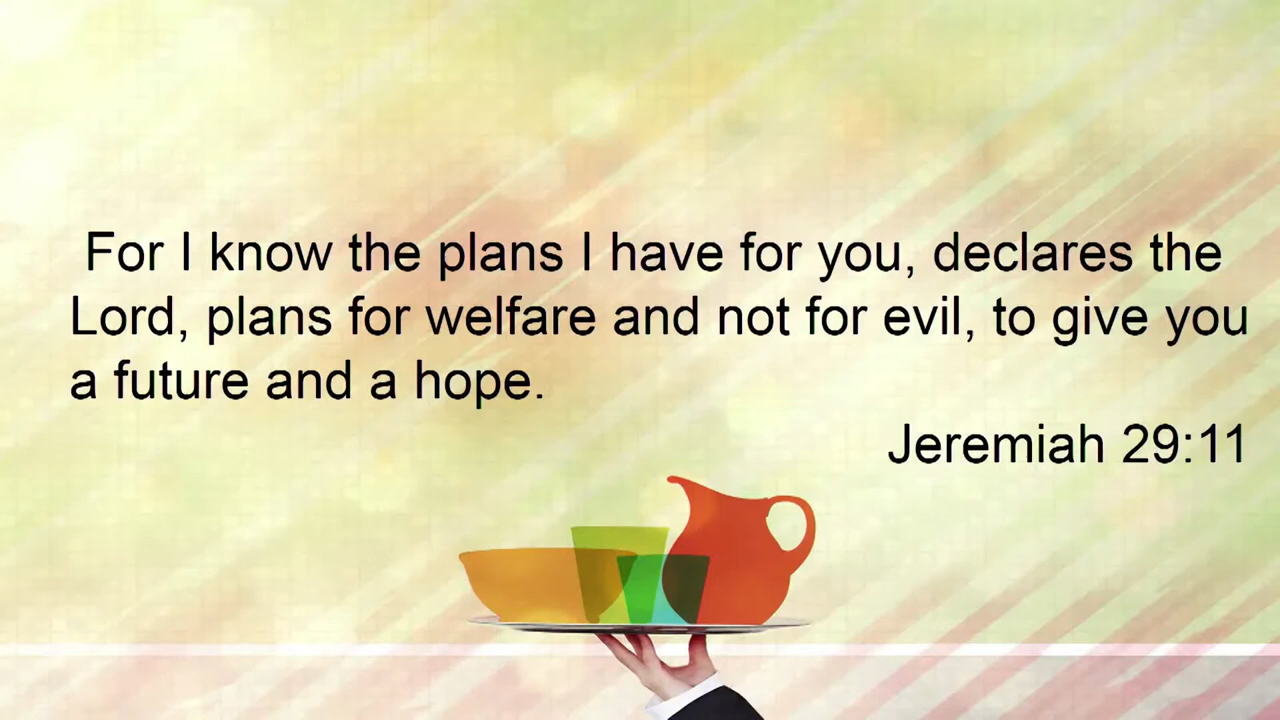 For I know the plans I have for you, declares the
Lord, plans for welfare and not for evil, to give you
a future and a hope.
Jeremiah 29:11